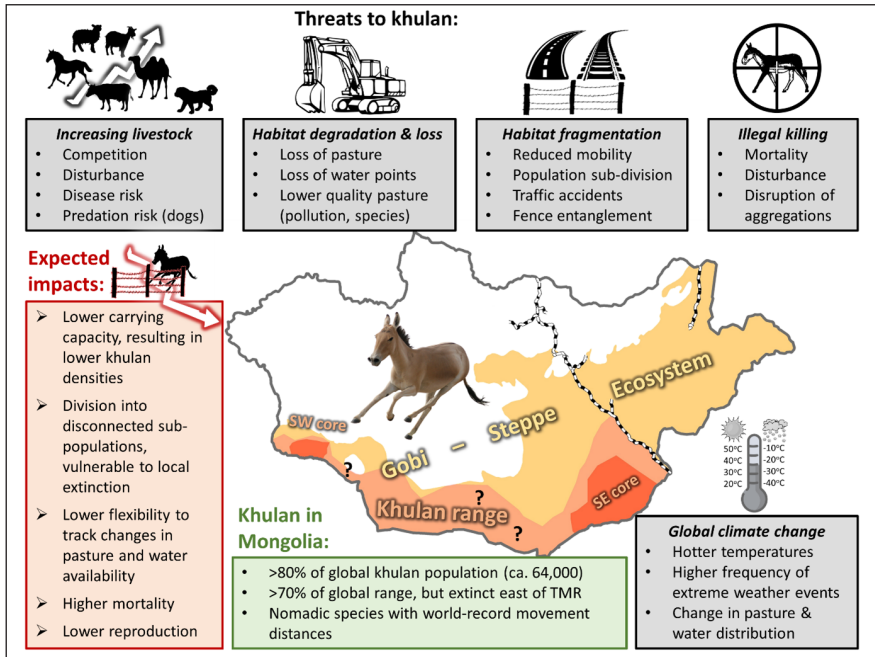 Threats to khulan:
Increasing livestock
• Competition
• Disturbance
• Disease risk
• Predation risk (dogs)
Habitat degradation & loss
• Loss of pasture
• Loss of water points
• Lower quality pasture
(pollution, species)
Habitat fragmentation
• Reduced mobility
• Population sub-division
• Traffic accidents
• Fence entanglement
Illegal killing
• Mortality
• Disturbance
• Disruption of
aggregations
Expected
impacts:
➤ Lower carrying
capacity, resulting in
lower khulan
densities
➤ Division into
disconnected sub-
populations,
vulnerable to local
extinction
➤ Lower flexibility to
track changes in
pasture and water
availability
➤ Higher mortality
➤ Lower reproduction
SW core
Gobi – Steppe Ecosystem
?
?
?
Khulan range
SE core
Khulan in
Mongolia:
• >80% of global khulan population (ca. 64,000)
• >70% of global range, but extinct east of TMR
• Nomadic species with world-record movement
distances
50°C -10°C
40°C -20°C
30°C -30°C
20°C -40°C
Global climate change
• Hotter temperatures
• Higher frequency of
extreme weather events
• Change in pasture &
water distribution